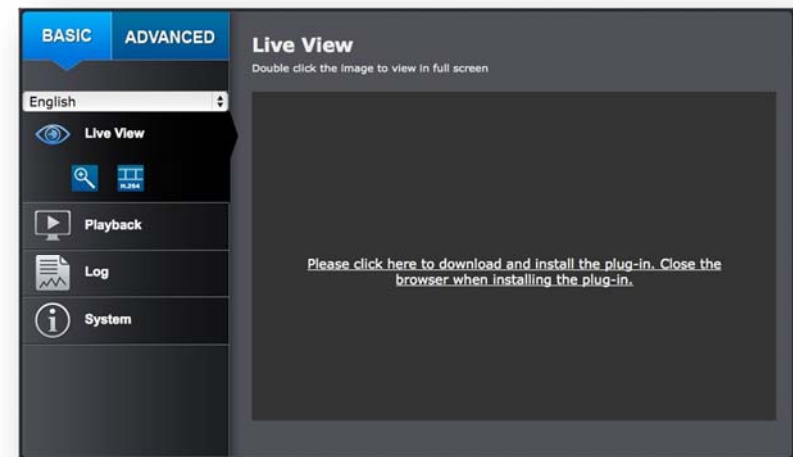 BASIC
ADVANCED
English
Live View
H.264
Playback
Log
System
Live View
Double click the image to view in full screen
Please click here to download and install the plug-in. Close the
browser when installing the plug-in.